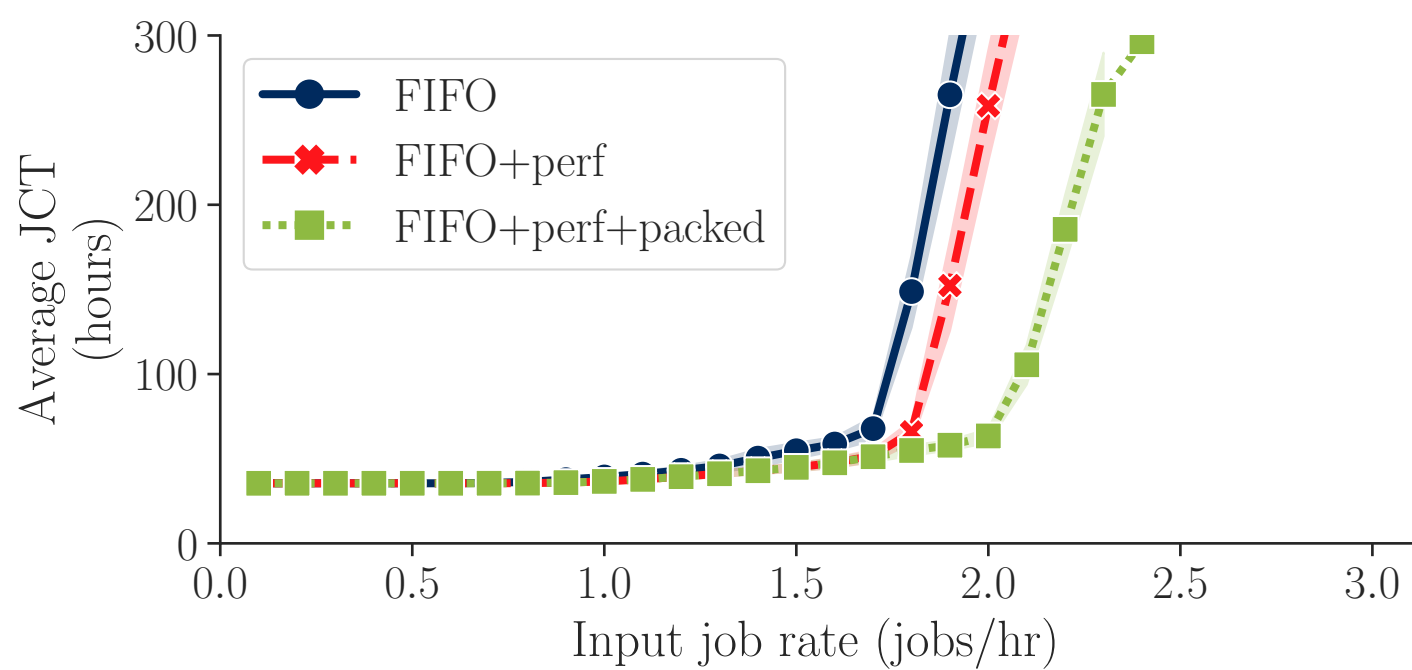 300
200
100
0
Average JCT
(hours)
FIFO
FIFO+perf
FIFO+perf+packed
0.0 0.5 1.0 1.5 2.0 2.5 3.0
Input job rate (jobs/hr)